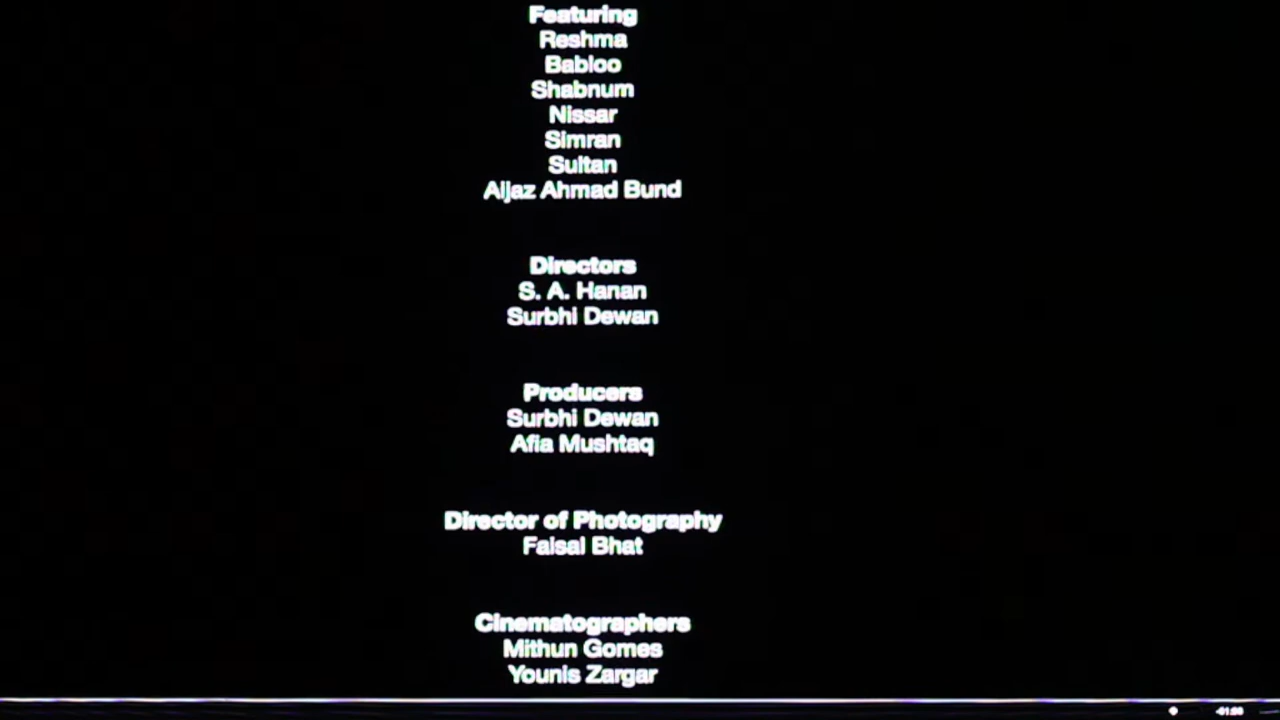 Featuring
Reshma
Babloo
Shabnum
Nissar
Simran
Sultan
Aijaz Ahmad Bund
Directors
S. A. Hanan
Surbhi Dewan
Producers
Surbhi Dewan
Afia Mushtaq
Director of Photography
Faisal Bhat
Cinematographers
Mithun Gomes
Younis Zargar